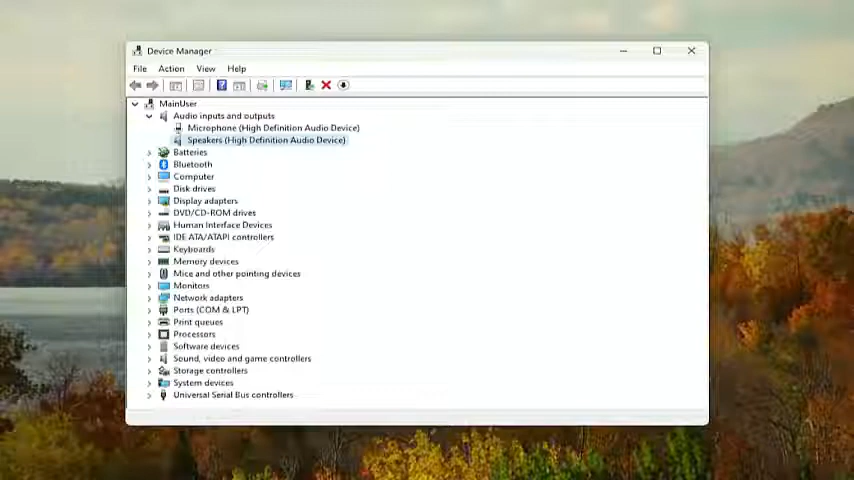 Device Manager
File Action View Help
MainUser
Audio inputs and outputs
Microphone (High Definition Audio Device)
Speakers (High Definition Audio Device)
Batteries
Bluetooth
Computer
Disk drives
Display adapters
DVD/CD-ROM drives
Human Interface Devices
IDE ATA/ATAPI controllers
Keyboards
Memory devices
Mice and other pointing devices
Monitors
Network adapters
Ports (COM & LPT)
Print queues
Processors
Software devices
Sound, video and game controllers
Storage controllers
System devices
Universal Serial Bus controllers